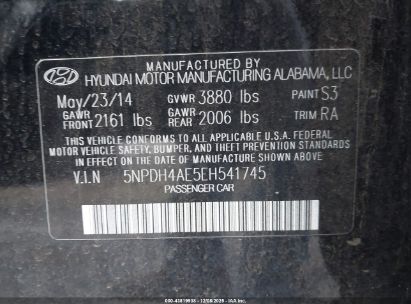 MANUFACTURED BY
HYUNDAI MOTOR MANUFACTURING ALABAMA, LLC
May/23/14 GVWR 3880 lbs PAINT S3
GAWR FRONT 2161 lbs GAWR REAR 2006 lbs TRIM RA
THIS VEHICLE CONFORMS TO ALL APPLICABLE U.S.A. FEDERAL
MOTOR VEHICLE SAFETY, BUMPER, AND THEFT PREVENTION STANDARDS
IN EFFECT ON THE DATE OF MANUFACTURE SHOWN ABOVE.
V.I.N 5NPDH4AE5EH541745
PASSENGER CAR